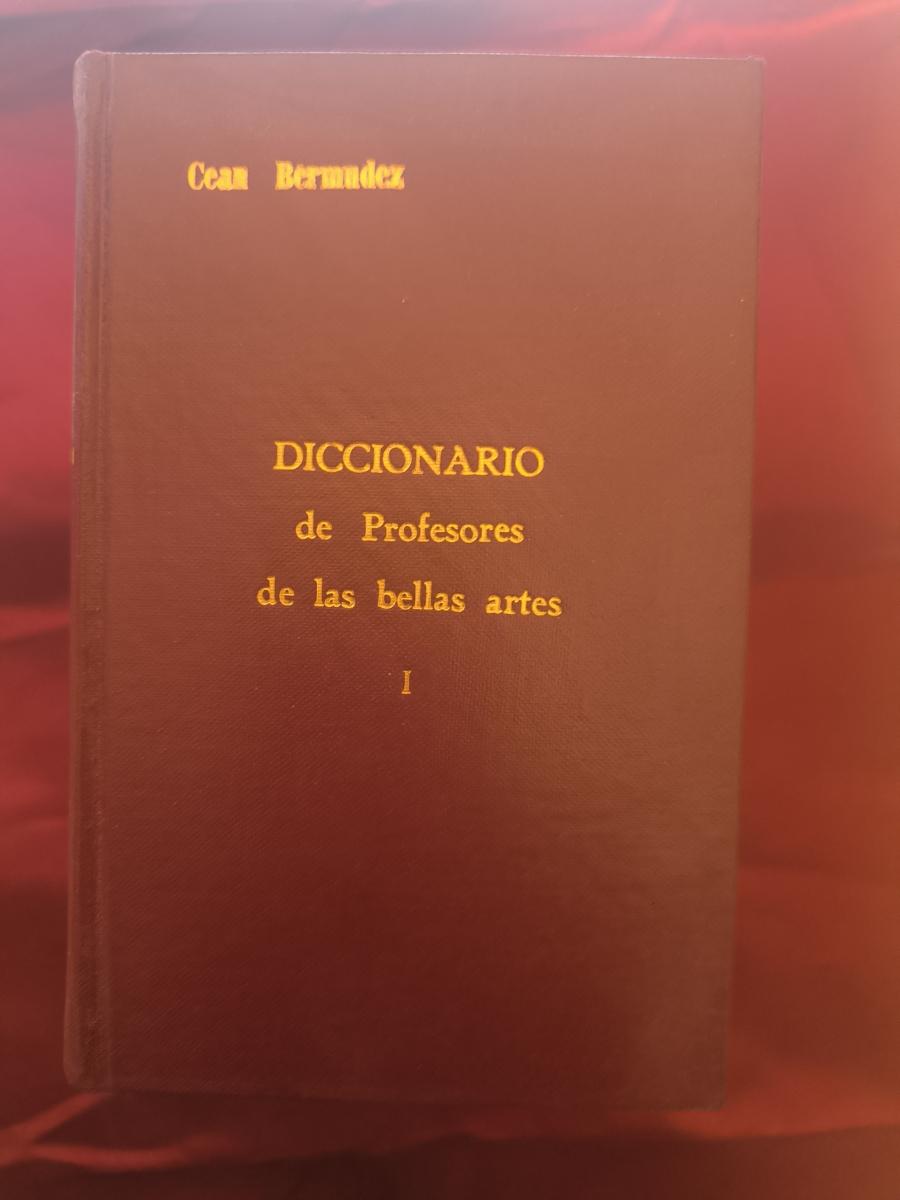 Cean Bermudez
DICCIONARIO
de Profesores
de las bellas artes
I